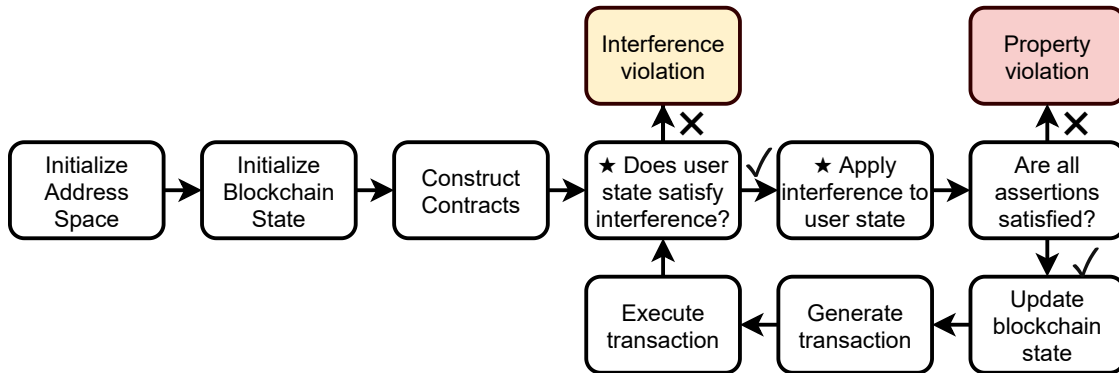 Interference
violation
Property
violation
Initialize
Address
Space
Initialize
Blockchain
State
Construct
Contracts
★ Does user
state satisfy
interference?
★ Apply
interference to
user state
Are all
assertions
satisfied?
Execute
transaction
Generate
transaction
Update
blockchain
state